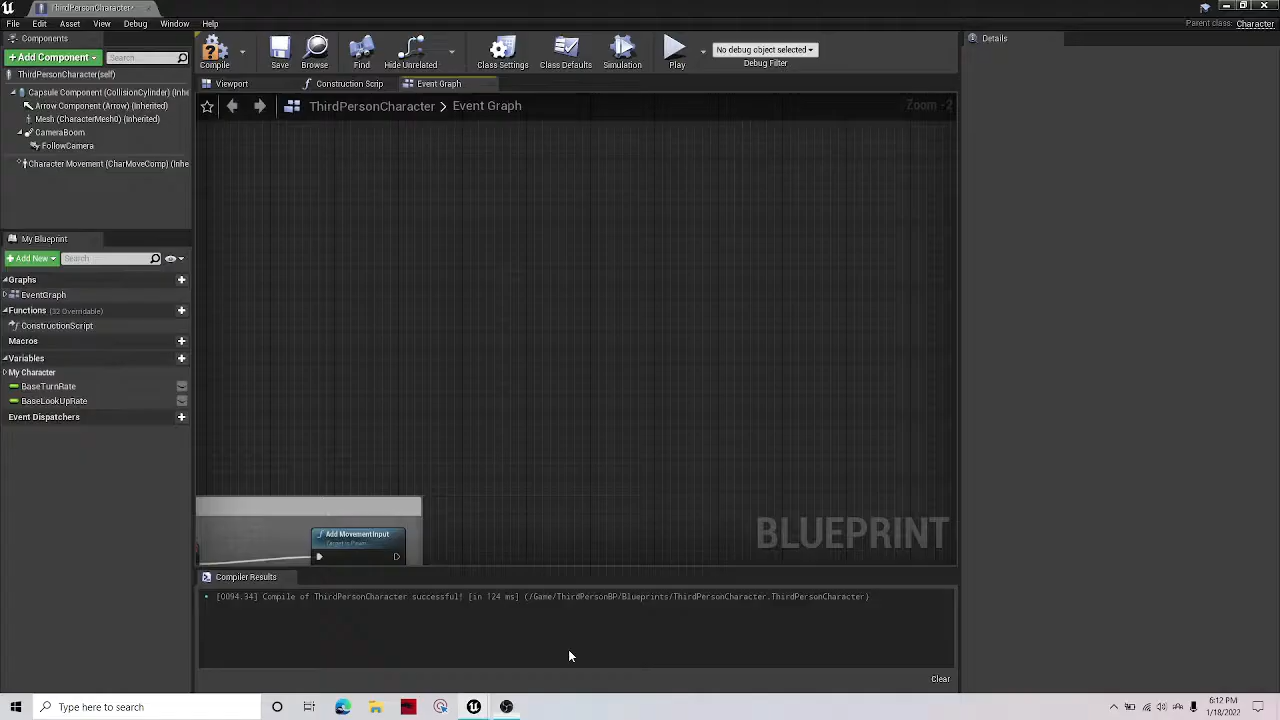 ThirdPersonCharacter*
File Edit Asset View Debug Window Help
Parent class: Character
Components
Details
+ Add Component
Search
Compile
Save
Browse
Find
Hide Unrelated
Class Settings
Class Defaults
Simulation
Play
No debug object selected
Debug Filter
ThirdPersonCharacter(self)
Viewport
Construction Scrip
Event Graph
Capsule Component (CollisionCylinder) (Inhe
Arrow Component (Arrow) (Inherited)
Mesh (CharacterMesh0) (Inherited)
CameraBoom
FollowCamera
Character Movement (CharMoveComp) (Inhe
ThirdPersonCharacter > Event Graph
Zoom -2
My Blueprint
+ Add New
Search
Graphs
EventGraph
Functions (32 Overridable)
ConstructionScript
Macros
Variables
My Character
BaseTurnRate
BaseLookUpRate
Event Dispatchers
Add Movement Input
Target is Pawn
BLUEPRINT
Compiler Results
[0094.34] Compile of ThirdPersonCharacter successful! [in 124 ms] (/Game/ThirdPersonBP/Blueprints/ThirdPersonCharacter.ThirdPersonCharacter)
Clear
Type here to search
6:12 PM
1/18/2022